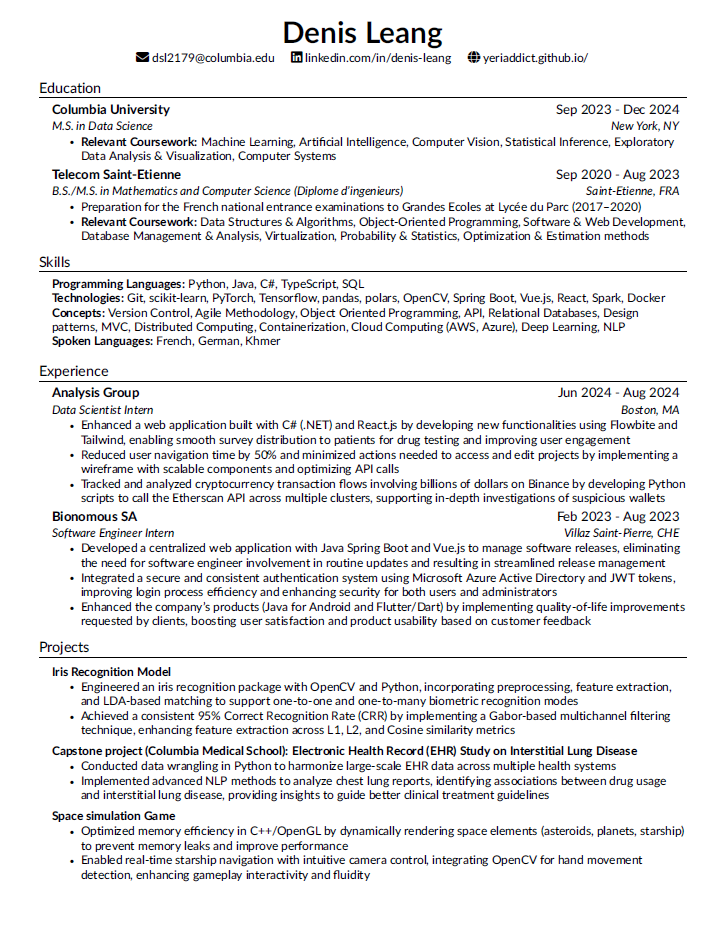 Denis Leang
dsl2179@columbia.edu linkedin.com/in/denis-leang yeriaddict.github.io/
Education
Columbia University Sep 2023 - Dec 2024
M.S. in Data Science New York, NY
• Relevant Coursework: Machine Learning, Artificial Intelligence, Computer Vision, Statistical Inference, Exploratory
Data Analysis & Visualization, Computer Systems
Telecom Saint-Etienne Sep 2020 - Aug 2023
B.S./M.S. in Mathematics and Computer Science (Diplome d'ingenieurs) Saint-Etienne, FRA
• Preparation for the French national entrance examinations to Grandes Ecoles at Lycée du Parc (2017–2020)
• Relevant Coursework: Data Structures & Algorithms, Object-Oriented Programming, Software & Web Development,
Database Management & Analysis, Virtualization, Probability & Statistics, Optimization & Estimation methods
Skills
Programming Languages: Python, Java, C#, TypeScript, SQL
Technologies: Git, scikit-learn, PyTorch, Tensorflow, pandas, polars, OpenCV, Spring Boot, Vue.js, React, Spark, Docker
Concepts: Version Control, Agile Methodology, Object Oriented Programming, API, Relational Databases, Design
patterns, MVC, Distributed Computing, Containerization, Cloud Computing (AWS, Azure), Deep Learning, NLP
Spoken Languages: French, German, Khmer
Experience
Analysis Group Jun 2024 - Aug 2024
Data Scientist Intern Boston, MA
• Enhanced a web application built with C# (.NET) and React.js by developing new functionalities using Flowbite and
Tailwind, enabling smooth survey distribution to patients for drug testing and improving user engagement
• Reduced user navigation time by 50% and minimized actions needed to access and edit projects by implementing a
wireframe with scalable components and optimizing API calls
• Tracked and analyzed cryptocurrency transaction flows involving billions of dollars on Binance by developing Python
scripts to call the Etherscan API across multiple clusters, supporting in-depth investigations of suspicious wallets
Bionomous SA Feb 2023 - Aug 2023
Software Engineer Intern Villaz Saint-Pierre, CHE
• Developed a centralized web application with Java Spring Boot and Vue.js to manage software releases, eliminating
the need for software engineer involvement in routine updates and resulting in streamlined release management
• Integrated a secure and consistent authentication system using Microsoft Azure Active Directory and JWT tokens,
improving login process efficiency and enhancing security for both users and administrators
• Enhanced the company's products (Java for Android and Flutter/Dart) by implementing quality-of-life improvements
requested by clients, boosting user satisfaction and product usability based on customer feedback
Projects
Iris Recognition Model
• Engineered an iris recognition package with OpenCV and Python, incorporating preprocessing, feature extraction,
and LDA-based matching to support one-to-one and one-to-many biometric recognition modes
• Achieved a consistent 95% Correct Recognition Rate (CRR) by implementing a Gabor-based multichannel filtering
technique, enhancing feature extraction across L1, L2, and Cosine similarity metrics
Capstone project (Columbia Medical School): Electronic Health Record (EHR) Study on Interstitial Lung Disease
• Conducted data wrangling in Python to harmonize large-scale EHR data across multiple health systems
• Implemented advanced NLP methods to analyze chest lung reports, identifying associations between drug usage
and interstitial lung disease, providing insights to guide better clinical treatment guidelines
Space simulation Game
• Optimized memory efficiency in C++/OpenGL by dynamically rendering space elements (asteroids, planets, starship)
to prevent memory leaks and improve performance
• Enabled real-time starship navigation with intuitive camera control, integrating OpenCV for hand movement
detection, enhancing gameplay interactivity and fluidity